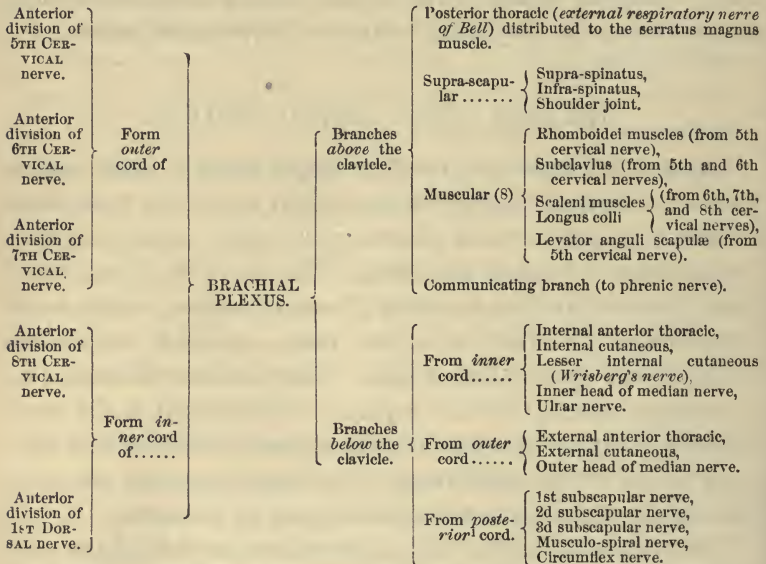 Anterior
division of
5TH CER-
VICAL
nerve.
Anterior
division of
6TH CER-
VICAL
nerve.
Anterior
division of
7TH CER-
VICAL
nerve.
Form
outer
cord of
Anterior
division of
8TH CER-
VICAL
nerve.
Anterior
division of
1ST DOR-
SAL nerve.
Form in-
ner cord
of......
BRACHIAL
PLEXUS.
Branches
above the
clavicle.
Posterior thoracic (external respiratory nerve
of Bell) distributed to the serratus magnus
muscle.
Supra-scapu-
lar.......
Supra-spinatus,
Infra-spinatus,
Shoulder joint.
Muscular (8)
Rhomboidei muscles (from 5th
cervical nerve),
Subclavius (from 5th and 6th
cervical nerves),
Scaleni muscles
Longus colli
(from 6th, 7th,
and 8th cer-
vical nerves),
Levator anguli scapulæ (from
5th cervical nerve).
Communicating branch (to phrenic nerve).
Branches
below the
clavicle.
From inner
cord......
Internal anterior thoracic,
Internal cutaneous,
Lesser internal cutaneous
(Wrisberg's nerve),
Inner head of median nerve,
Ulnar nerve.
From outer
cord......
External anterior thoracic,
External cutaneous,
Outer head of median nerve.
From poste-
rior¹ cord.
1st subscapular nerve,
2d subscapular nerve,
3d subscapular nerve,
Musculo-spiral nerve,
Circumflex nerve.